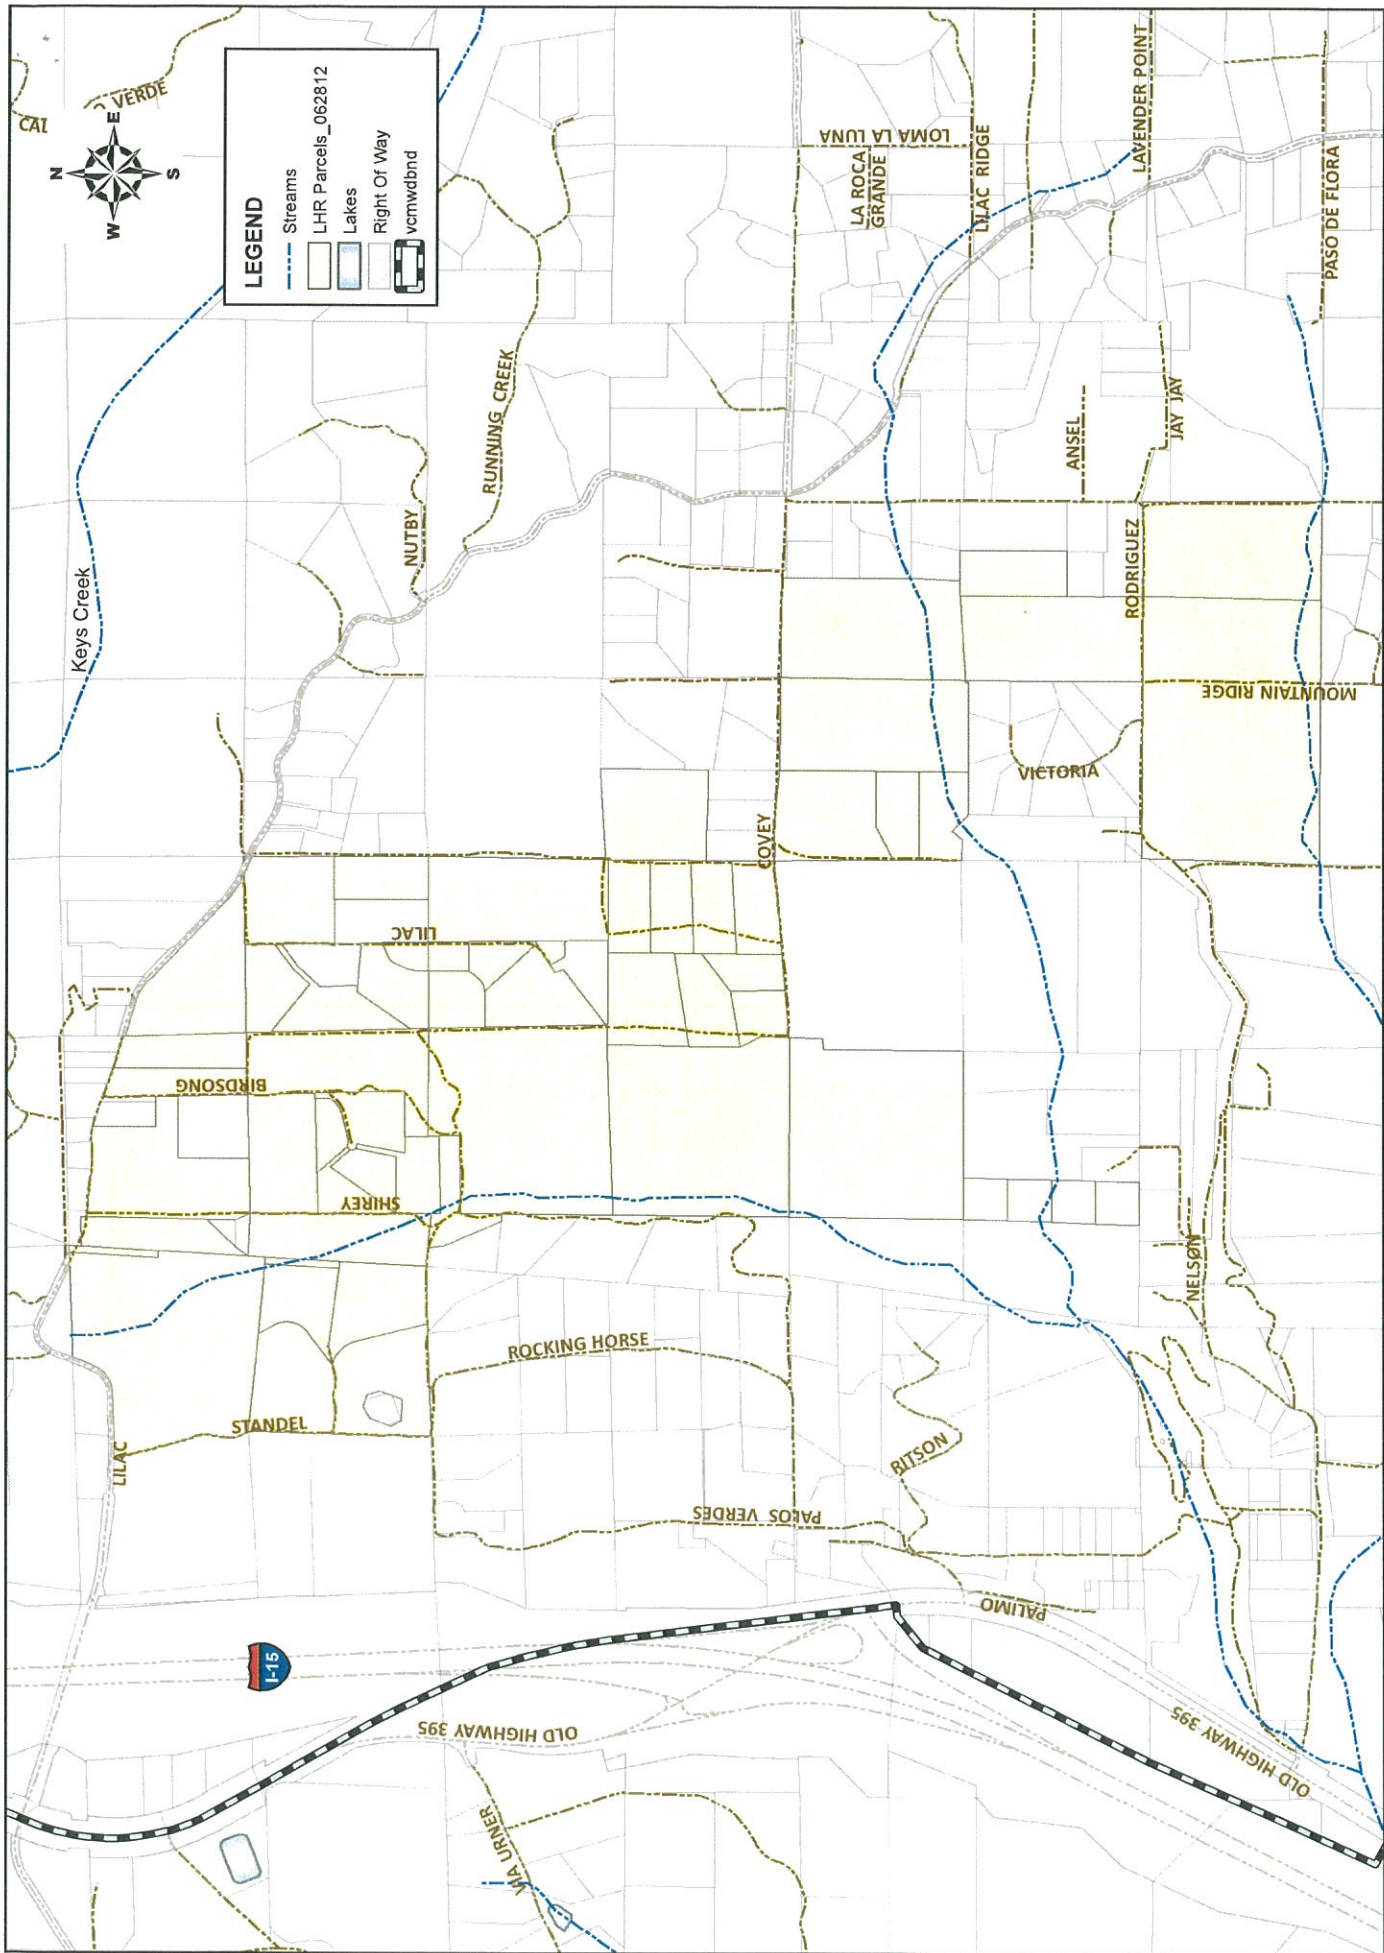 CAL
O VERDE
N
W
E
S
LEGEND
Streams
LHR Parcels_062812
Lakes
Right Of Way
vcmwdbnd
Keys Creek
NUTBY
RUNNING CREEK
LOMA LA LUNA
LA ROCA
GRANDE
LILAC RIDGE
LAVENDER POINT
PASO DE FLORA
ANSEL
JAY JAY
RODRIGUEZ
MOUNTAIN RIDGE
VICTORIA
COVEY
LILAC
BIRDSONG
SHIREY
STANDEL
LILAC
ROCKING HORSE
RITSON
PALOS VERDES
NELSON
PALIMO
I-15
OLD HIGHWAY 395
OLD HIGHWAY 395
VIA URNER